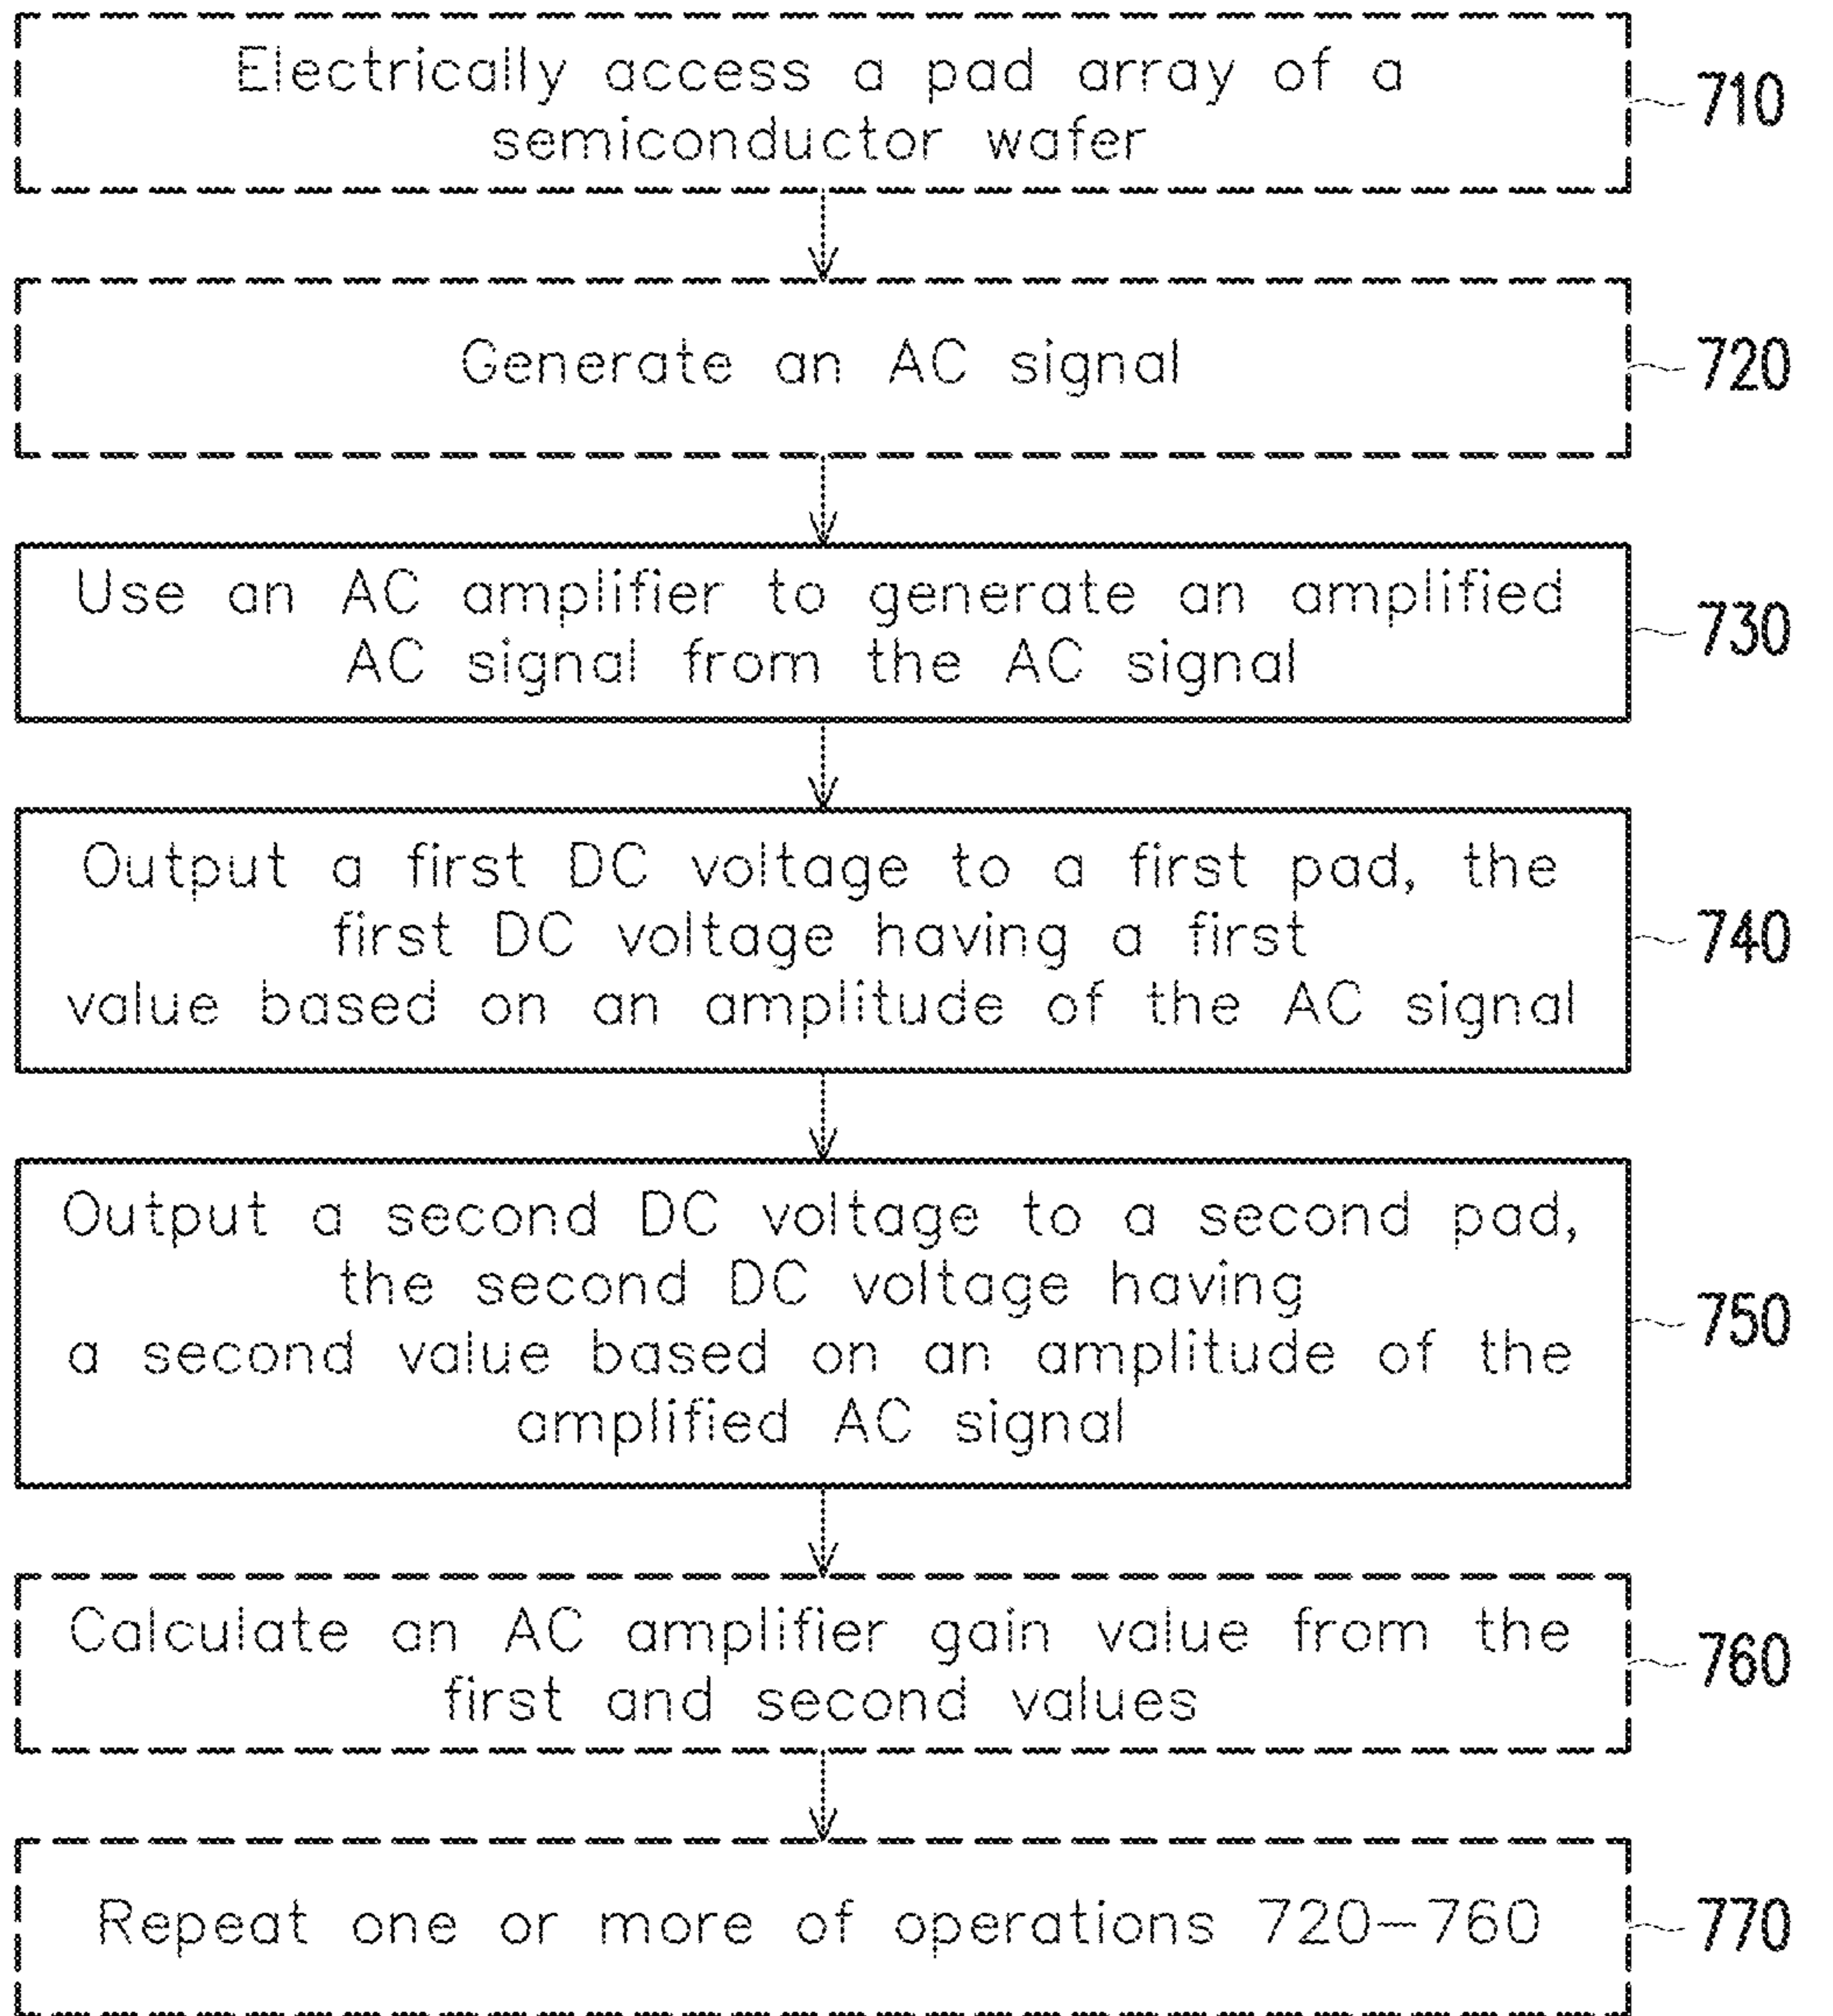 Electrically access a pad array of a
semiconductor wafer
710
Generate an AC signal
720
Use an AC amplifier to generate an amplified
AC signal from the AC signal
730
Output a first DC voltage to a first pad, the
first DC voltage having a first
value based on an amplitude of the AC signal
740
Output a second DC voltage to a second pad,
the second DC voltage having
a second value based on an amplitude of the
amplified AC signal
750
Calculate an AC amplifier gain value from the
first and second values
760
Repeat one or more of operations 720–760
770